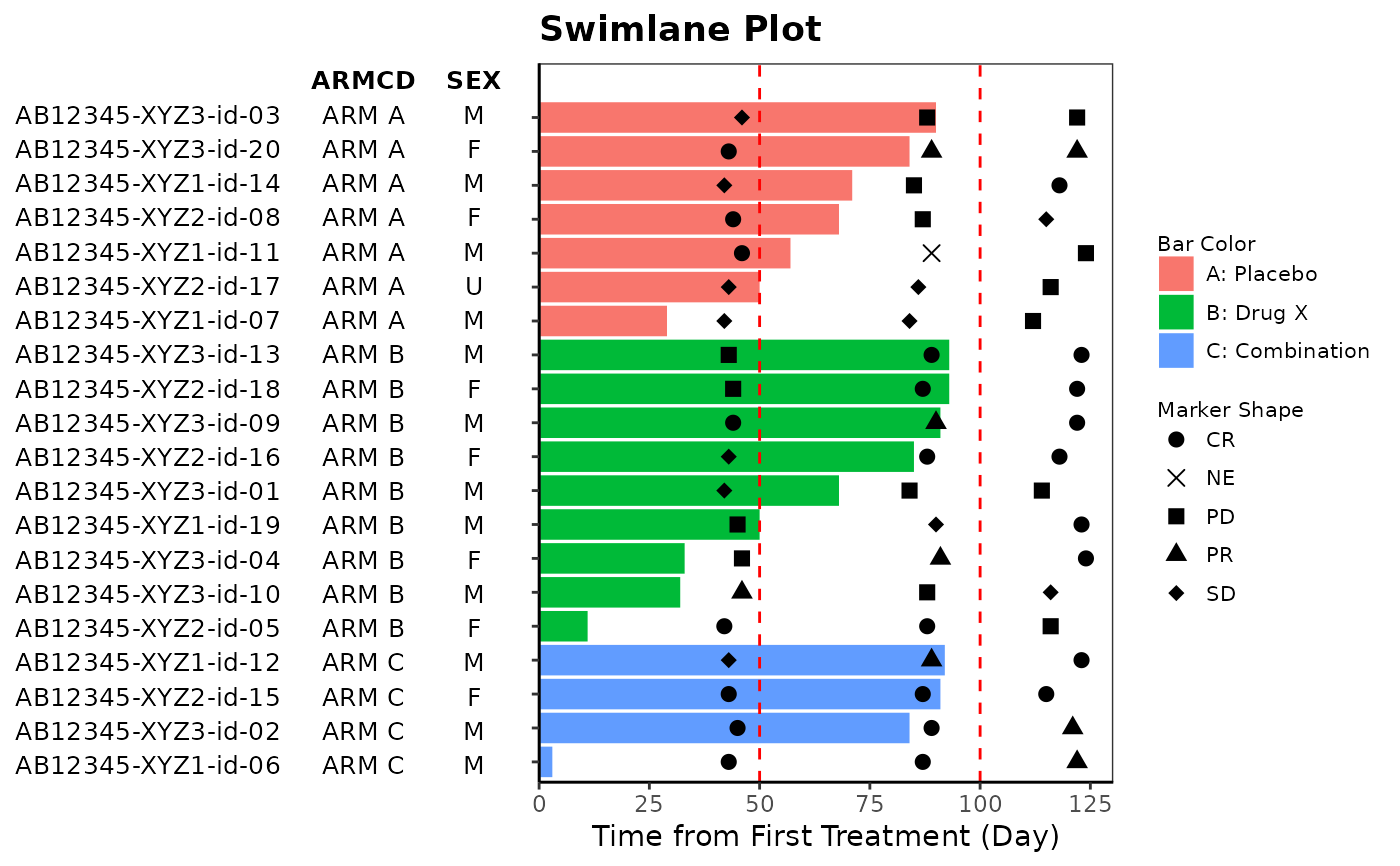 Swimlane Plot
ARMCD SEX
AB12345-XYZ3-id-03 ARM A M
AB12345-XYZ3-id-20 ARM A F
AB12345-XYZ1-id-14 ARM A M
AB12345-XYZ2-id-08 ARM A F
AB12345-XYZ1-id-11 ARM A M
AB12345-XYZ2-id-17 ARM A U
AB12345-XYZ1-id-07 ARM A M
AB12345-XYZ3-id-13 ARM B M
AB12345-XYZ2-id-18 ARM B F
AB12345-XYZ3-id-09 ARM B M
AB12345-XYZ2-id-16 ARM B F
AB12345-XYZ3-id-01 ARM B M
AB12345-XYZ1-id-19 ARM B M
AB12345-XYZ3-id-04 ARM B F
AB12345-XYZ3-id-10 ARM B M
AB12345-XYZ2-id-05 ARM B F
AB12345-XYZ1-id-12 ARM C M
AB12345-XYZ2-id-15 ARM C F
AB12345-XYZ3-id-02 ARM C M
AB12345-XYZ1-id-06 ARM C M
0 25 50 75 100 125
Time from First Treatment (Day)
Bar Color
A: Placebo
B: Drug X
C: Combination
Marker Shape
CR
NE
PD
PR
SD